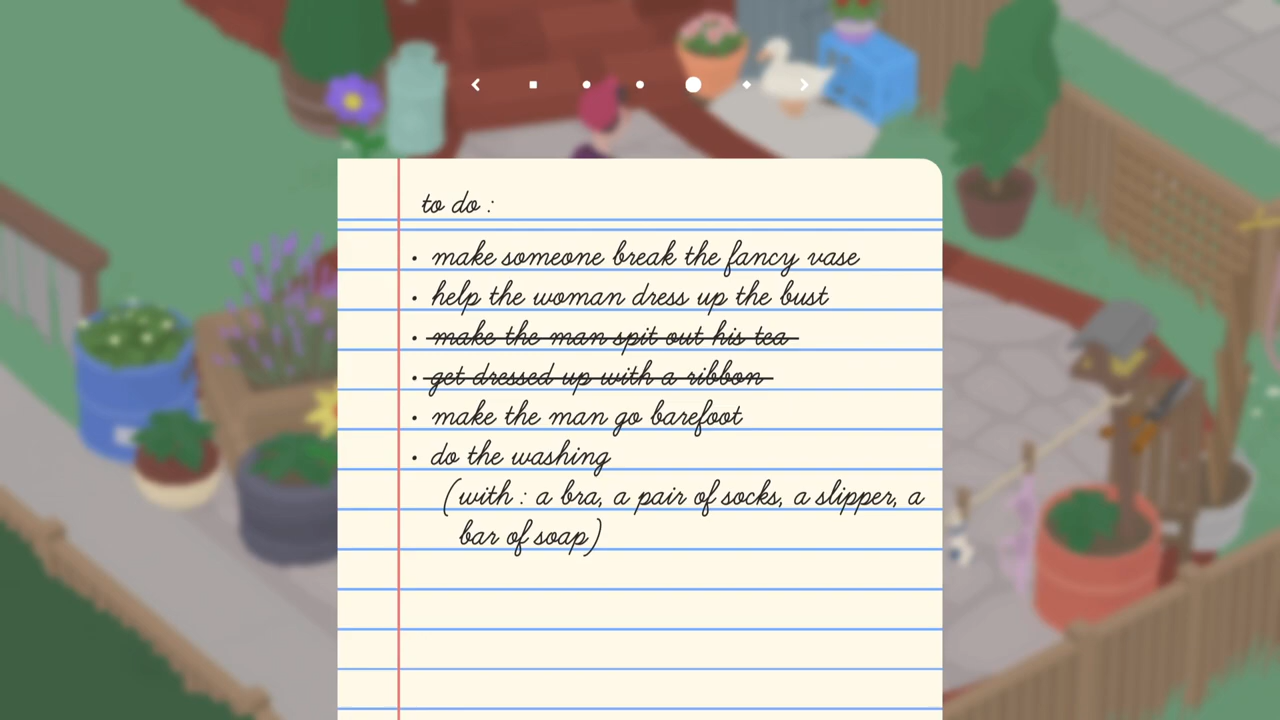 to do :
• make someone break the fancy vase
• help the woman dress up the bust
• make the man spit out his tea
• get dressed up with a ribbon
• make the man go barefoot
• do the washing
(with : a bra, a pair of socks, a slipper, a
bar of soap)